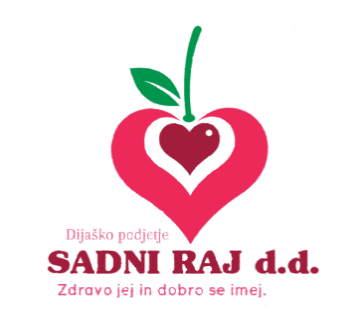 Dijaško podjetje
SADNI RAJ d.d.
Zdravo jej in dobro se imej.